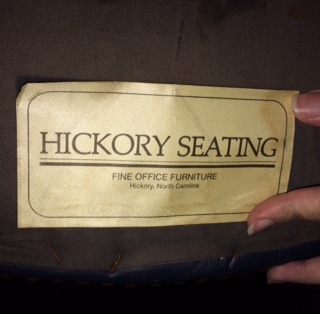 HICKORY SEATING
FINE OFFICE FURNITURE
Hickory, North Carolina